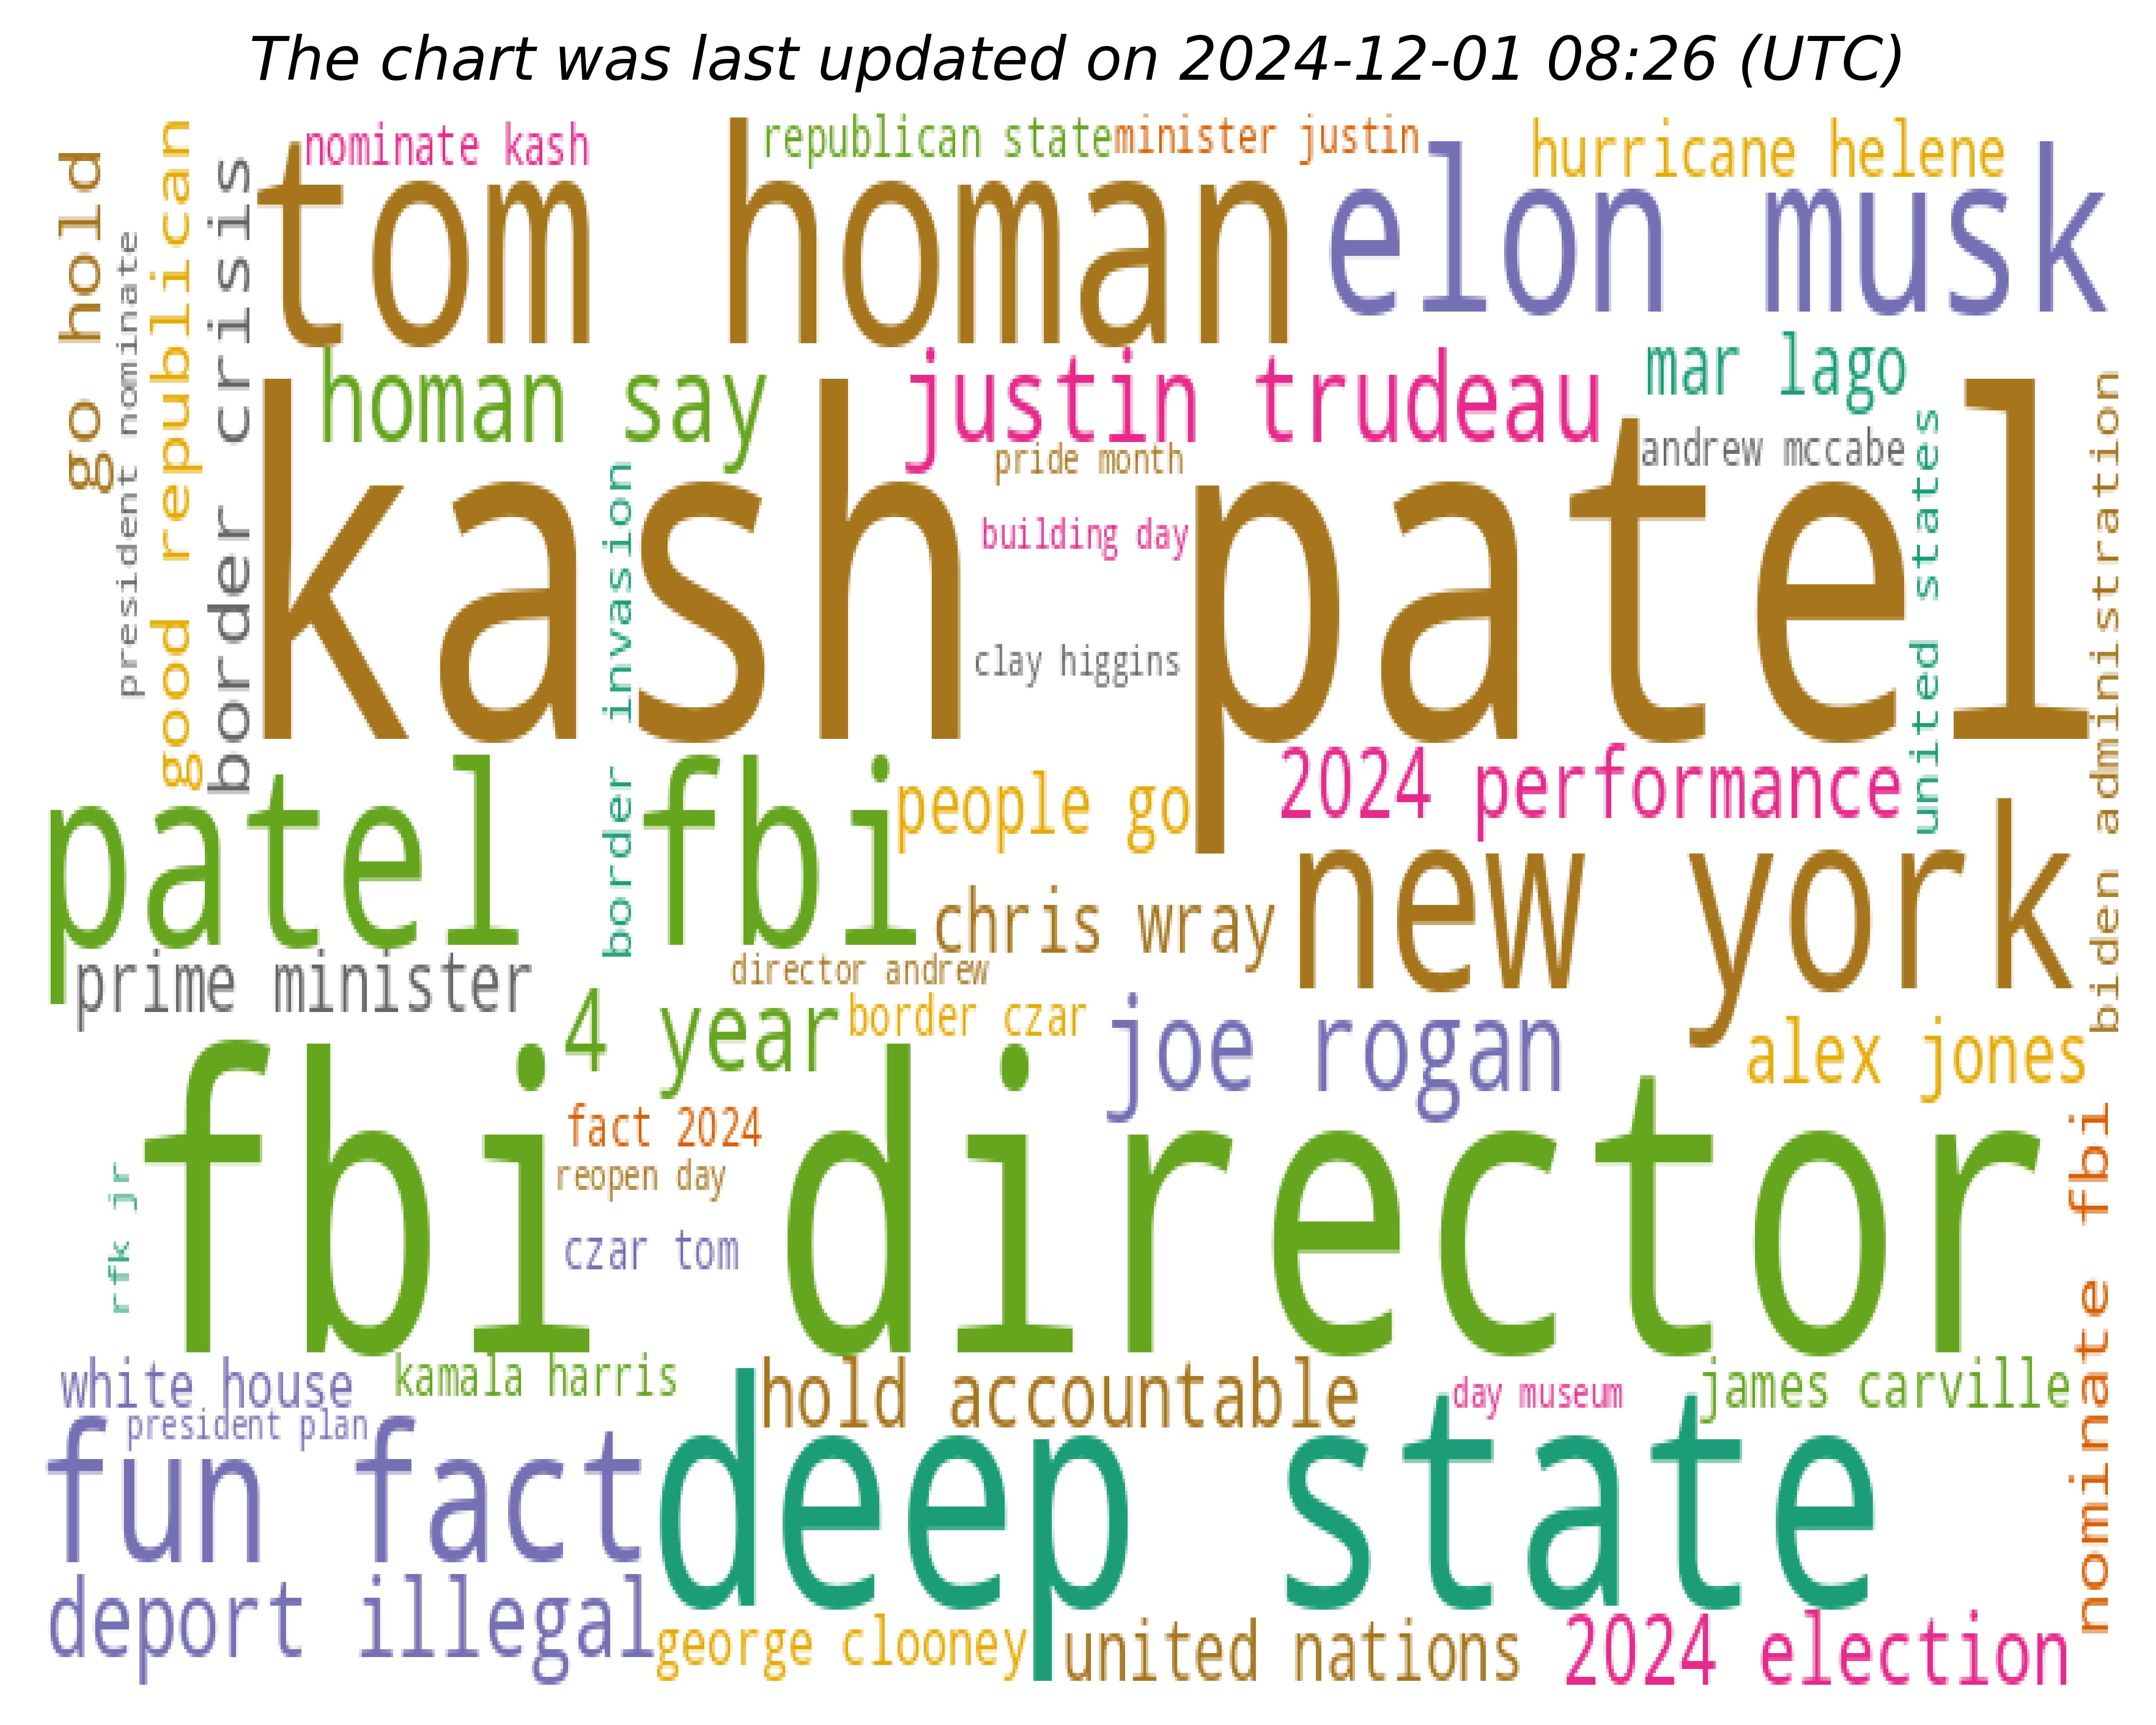 The chart was last updated on 2024-12-01 08:26 (UTC)
nominate kash
republican state
minister justin
hurricane helene
go hold
president nominate
good republican
border crisis
tom homan
elon musk
homan say
justin trudeau
mar lago
pride month
andrew mccabe
kash patel
building day
border invasion
united states
biden administration
clay higgins
patel fbi
people go
2024 performance
chris wray
new york
prime minister
director andrew
4 year
border czar
joe rogan
alex jones
fbi director
fact 2024
reopen day
rfk jr
czar tom
nominate fbi
white house
kamala harris
hold accountable
day museum
james carville
president plan
fun fact
deep state
deport illegal
george clooney
united nations
2024 election